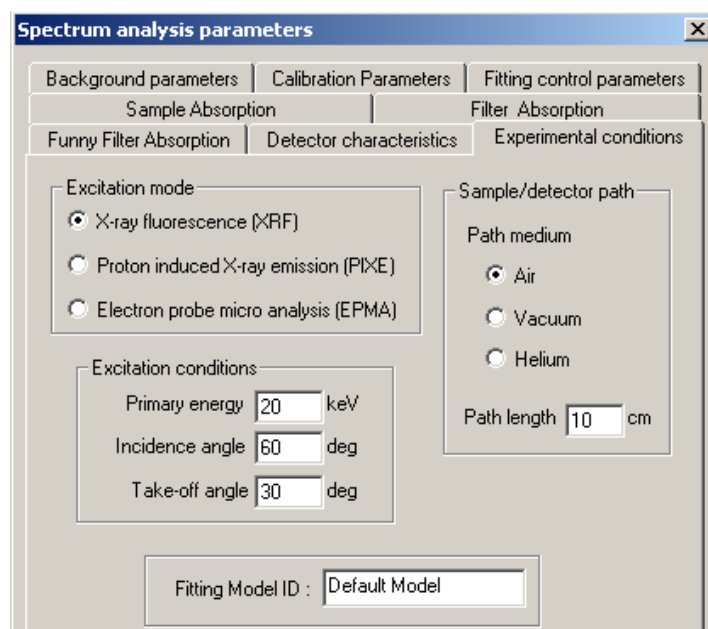 Spectrum analysis parameters
Background parameters Calibration Parameters Fitting control parameters
Sample Absorption Filter Absorption
Funny Filter Absorption Detector characteristics Experimental conditions
Excitation mode
X-ray fluorescence (XRF)
Proton induced X-ray emission (PIXE)
Electron probe micro analysis (EPMA)
Sample/detector path
Path medium
Air
Vacuum
Helium
Path length 10 cm
Excitation conditions
Primary energy 20 keV
Incidence angle 60 deg
Take-off angle 30 deg
Fitting Model ID : Default Model